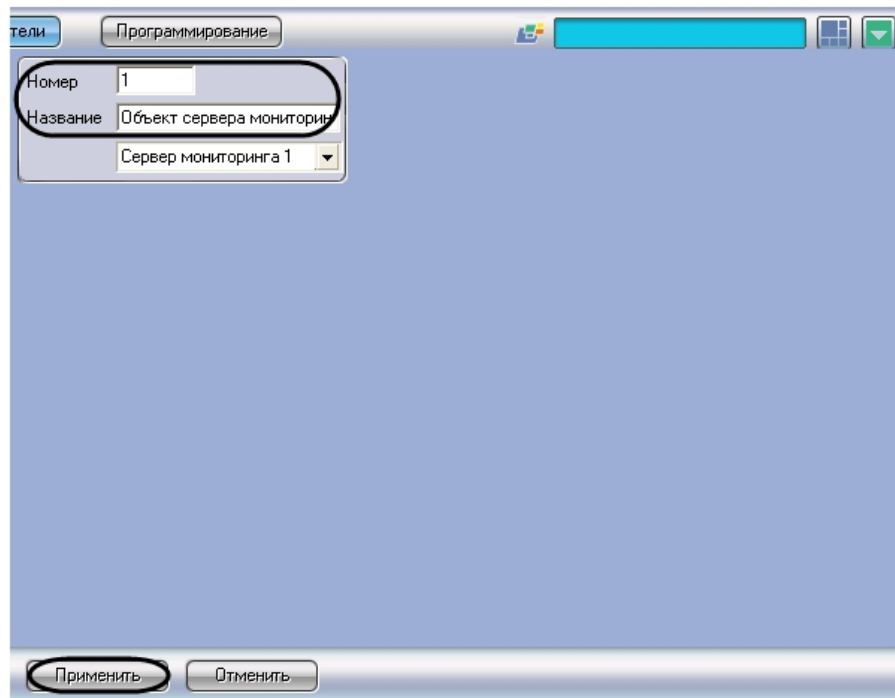 тели Программирование
Номер 1
Название Объект сервера мониторин
Сервер мониторинга 1
Применить Отменить